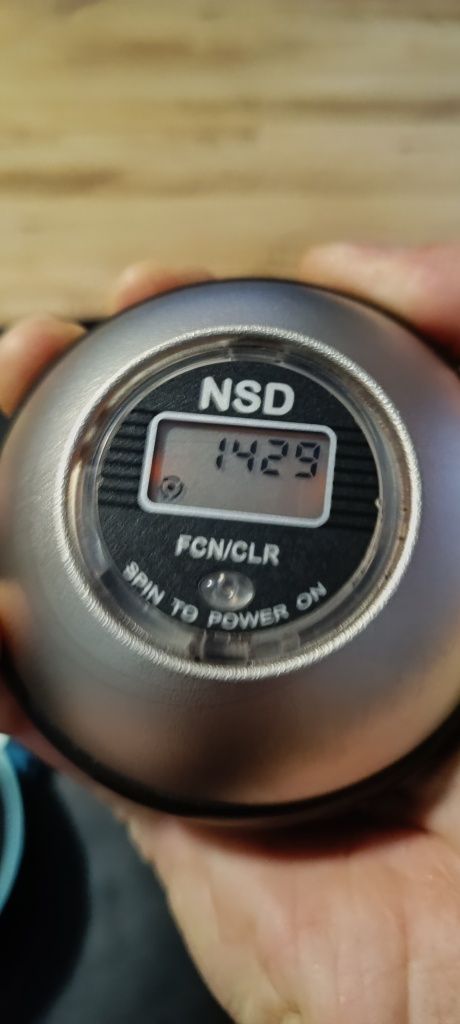 NSD
1429
FCN/CLR
SPIN TO POWER ON